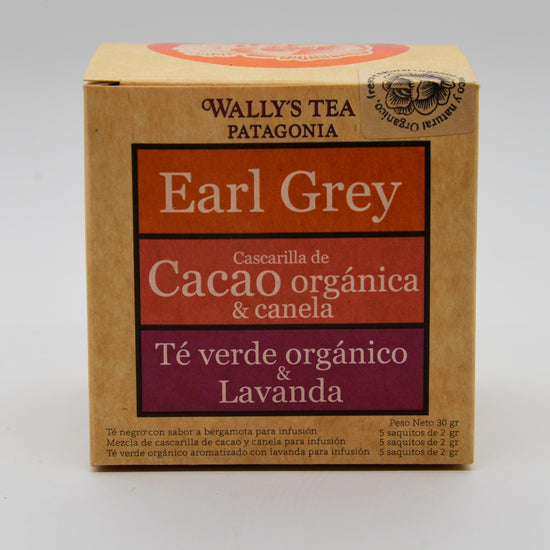 WALLY'S TEA
PATAGONIA
y natural Orgánico.
Earl Grey
Cascarilla de
Cacao orgánica
& canela
Té verde orgánico
&
Lavanda
Peso Neto 30 gr
Té negro con sabor a bergamota para infusión 5 saquitos de 2 gr
Mezcla de cascarilla de cacao y canela para infusión 5 saquitos de 2 gr
Té verde orgánico aromatizado con lavanda para infusión 5 saquitos de 2 gr